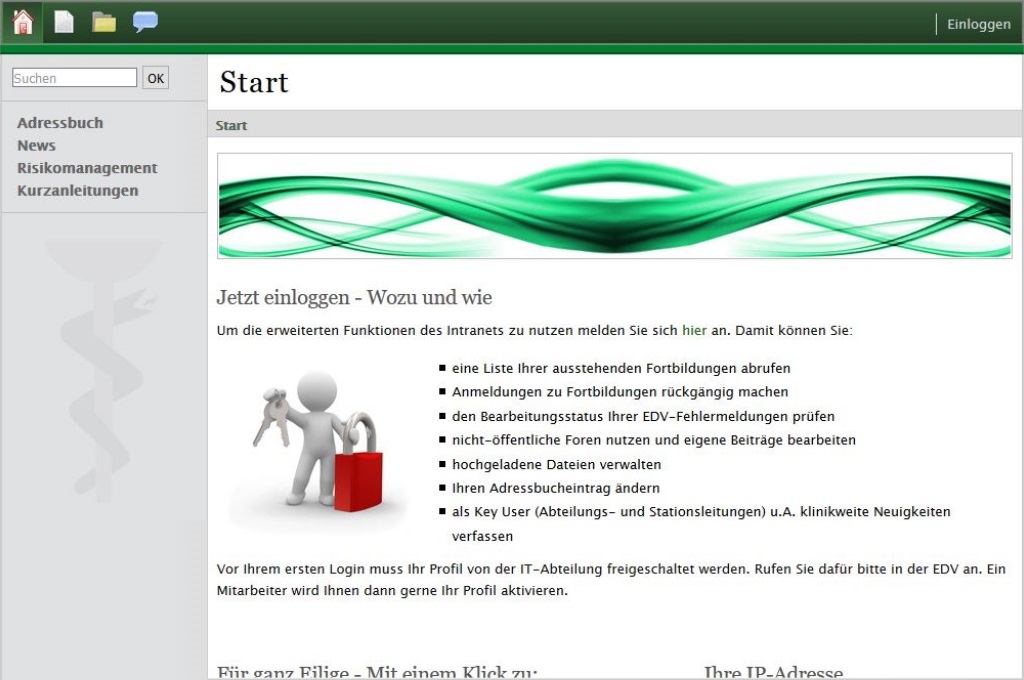 Einloggen
Suchen OK
Start
Adressbuch
News
Risikomanagement
Kurzanleitungen
Start
Jetzt einloggen - Wozu und wie
Um die erweiterten Funktionen des Intranets zu nutzen melden Sie sich hier an. Damit können Sie:
eine Liste Ihrer ausstehenden Fortbildungen abrufen
Anmeldungen zu Fortbildungen rückgängig machen
den Bearbeitungsstatus Ihrer EDV-Fehlermeldungen prüfen
nicht-öffentliche Foren nutzen und eigene Beiträge bearbeiten
hochgeladene Dateien verwalten
Ihren Adressbucheintrag ändern
als Key User (Abteilungs- und Stationsleitungen) u.A. klinikweite Neuigkeiten
verfassen
Vor Ihrem ersten Login muss Ihr Profil von der IT-Abteilung freigeschaltet werden. Rufen Sie dafür bitte in der EDV an. Ein
Mitarbeiter wird Ihnen dann gerne Ihr Profil aktivieren.
Für ganz Eilige - Mit einem Klick zu:
Ihre IP-Adresse